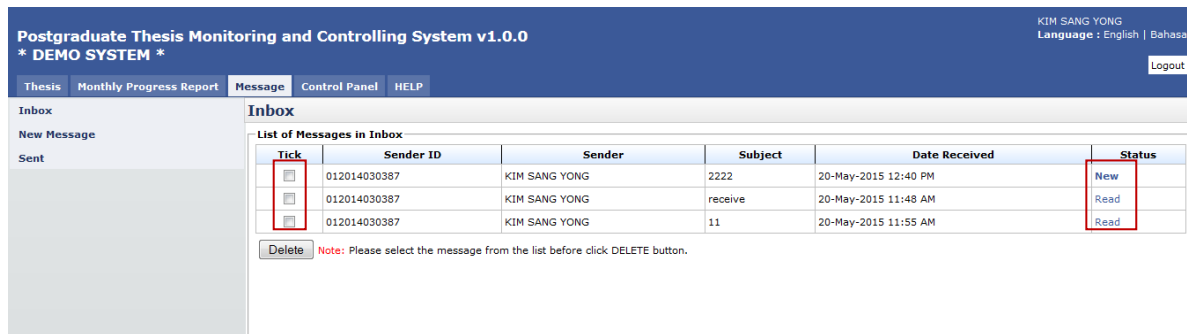 KIM SANG YONG
Language : English | Bahasa
Postgraduate Thesis Monitoring and Controlling System v1.0.0
* DEMO SYSTEM *
Logout
Thesis Monthly Progress Report Message Control Panel HELP
Inbox
New Message
Sent
Inbox
List of Messages in Inbox
Tick Sender ID Sender Subject Date Received Status
012014030387 KIM SANG YONG 2222 20-May-2015 12:40 PM New
012014030387 KIM SANG YONG receive 20-May-2015 11:48 AM Read
012014030387 KIM SANG YONG 11 20-May-2015 11:55 AM Read
Delete Note: Please select the message from the list before click DELETE button.